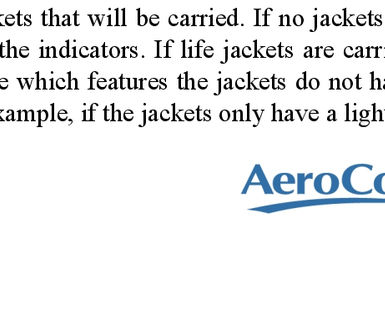 kets that will be carried. If no jackets
the indicators. If life jackets are carri
e which features the jackets do not ha
xample, if the jackets only have a light
AeroCo